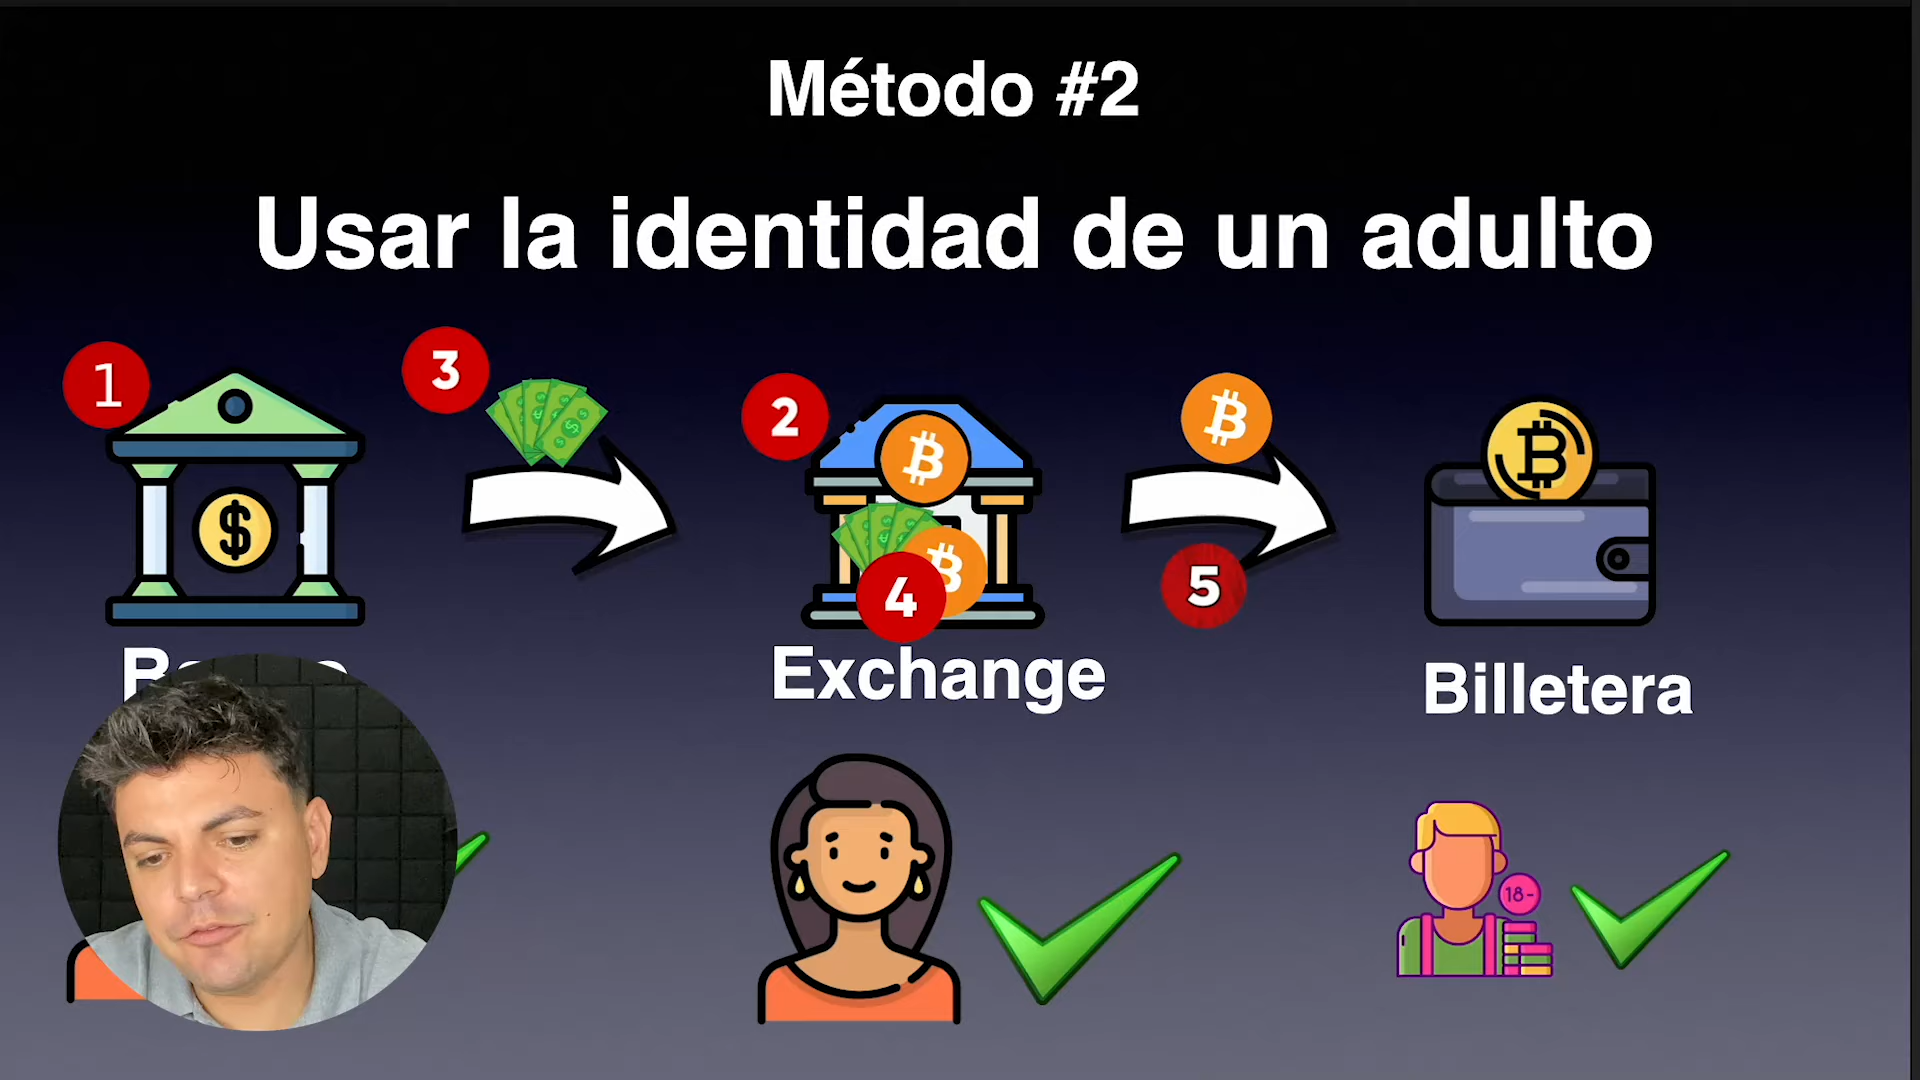 Método #2
Usar la identidad de un adulto
1
3
2
4
5
Exchange
Billetera
18-